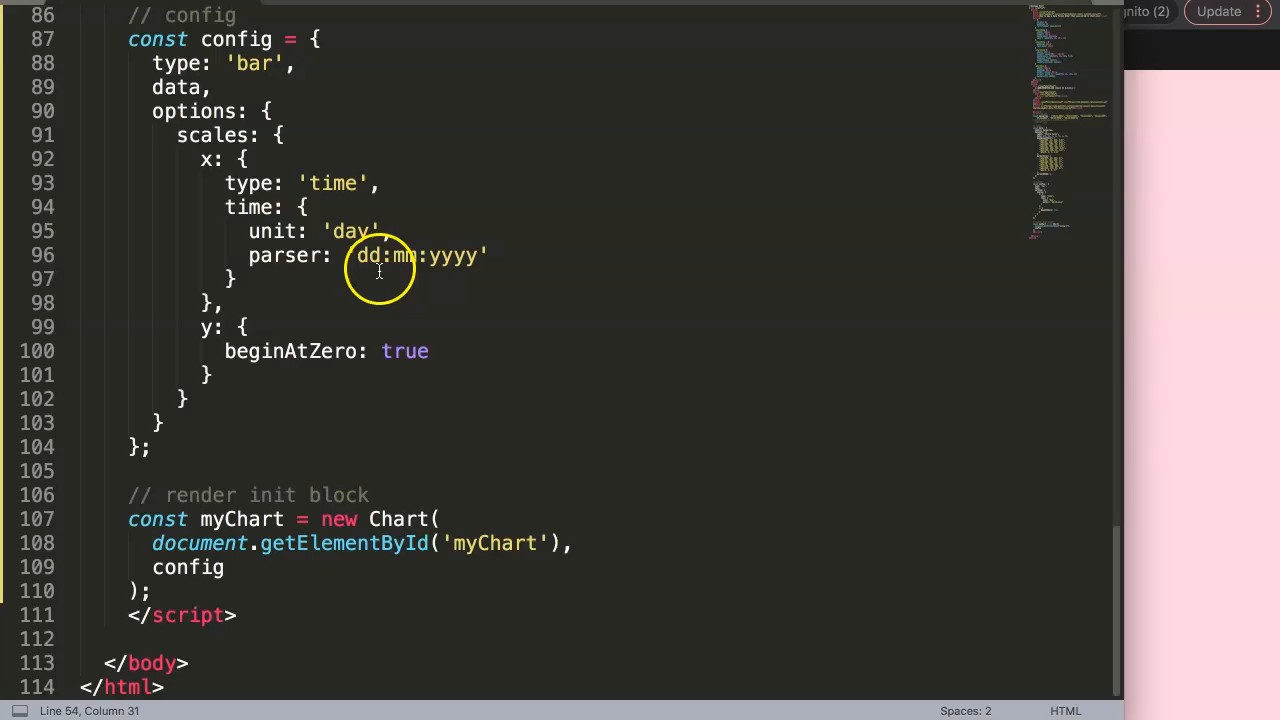 nito (2)
Update
86 // config
87 const config = {
88 type: 'bar',
89 data,
90 options: {
91 scales: {
92 x: {
93 type: 'time',
94 time: {
95 unit: 'day',
96 parser: 'dd:mm:yyyy'
97 }
98 },
99 y: {
100 beginAtZero: true
101 }
102 }
103 }
104 };
105
106 // render init block
107 const myChart = new Chart(
108 document.getElementById('myChart'),
109 config
110 );
111 </script>
112
113 </body>
114 </html>
Line 54, Column 31
Spaces: 2
HTML